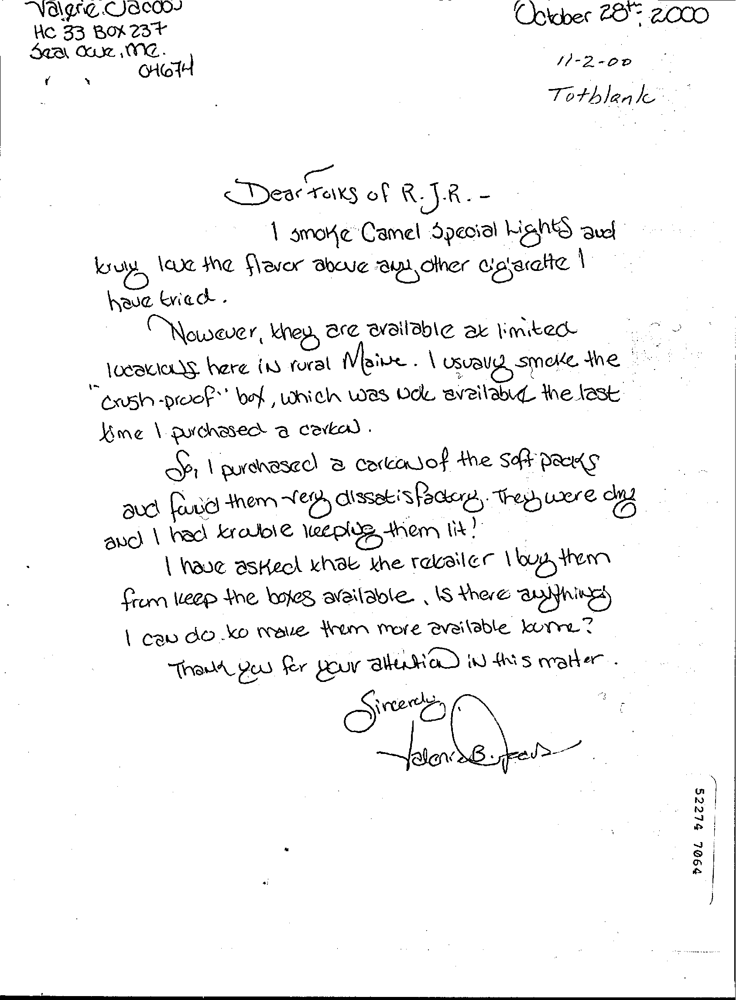 Valerie Jacobs
HC 33 BOX 237
Seal Cove, ME.
04674
October 28th, 2000
11-2-00
Totblank
Dear Folks of R.J.R. -
I smoke Camel Special Lights and
truly love the flavor above any other cigarette I
have tried.
However, they are available at limited
locations here in rural Maine. I usually smoke the
"crush-proof" box, which was not available the last
time I purchased a carton.
So, I purchased a carton of the soft packs
and found them very dissatisfactory. They were dry
and I had trouble keeping them lit!
I have asked that the retailer I buy them
from keep the boxes available. Is there anything
I can do to make them more available to me?
Thank you for your attention in this matter.
Sincerely,
Valerie B. Jacobs
52274 7064